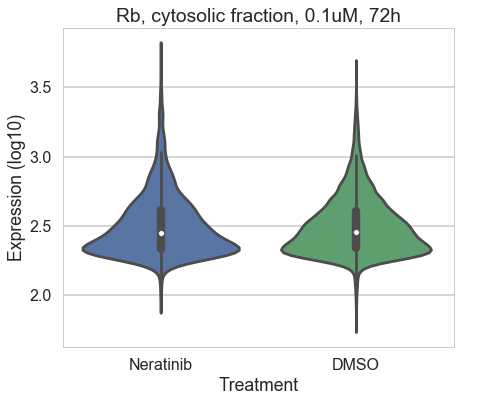 Rb, cytosolic fraction, 0.1uM, 72h
Expression (log10)
3.5
3.0
2.5
2.0
Neratinib DMSO
Treatment